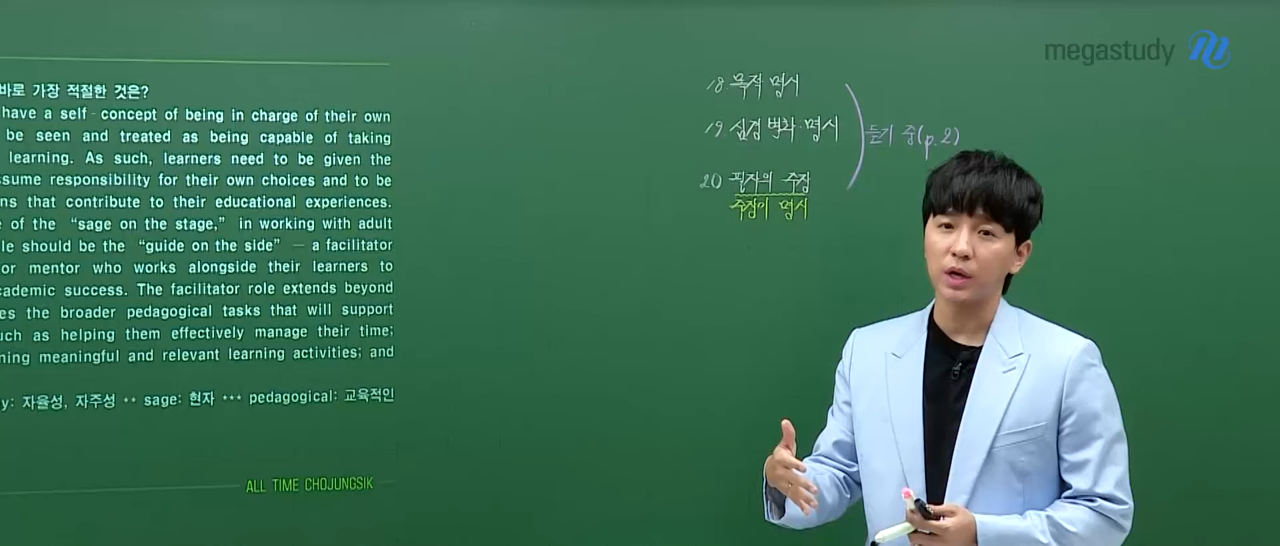 megastudy
바로 가장 적절한 것은?
have a self-concept of being in charge of their own
be seen and treated as being capable of taking
learning. As such, learners need to be given the
ssume responsibility for their own choices and to be
ns that contribute to their educational experiences.
e of the “sage on the stage,” in working with adult
le should be the “guide on the side” — a facilitator
or mentor who works alongside their learners to
cademic success. The facilitator role extends beyond
es the broader pedagogical tasks that will support
uch as helping them effectively manage their time;
ning meaningful and relevant learning activities; and
y: 자율성, 자주성 ** sage: 현자 *** pedagogical: 교육적인
ALL TIME CHOJUNGSIK
18. 목적 명시
19. 심경 변화·명시
20 필자의 주장
주장이 명시
듣기 중(p.2)